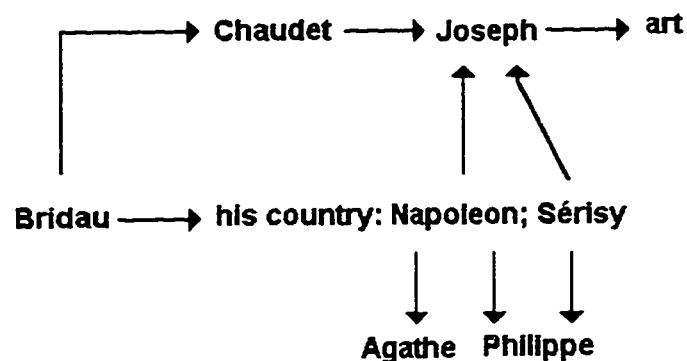 Chaudet Joseph art
Bridau his country: Napoleon; Sérisy
Agathe Philippe